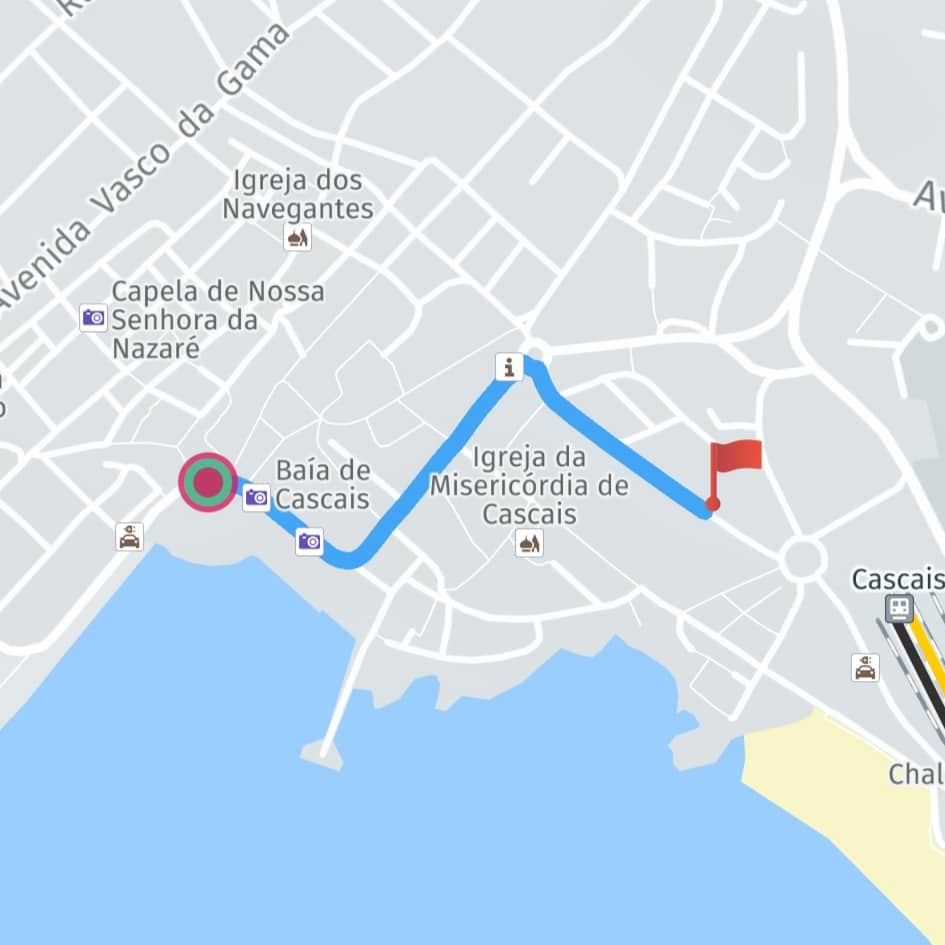 Avenida Vasco da Gama
Igreja dos
Navegantes
Capela de Nossa
Senhora da
Nazaré
Baía de
Cascais
Igreja da
Misericórdia de
Cascais
Cascais
Chal